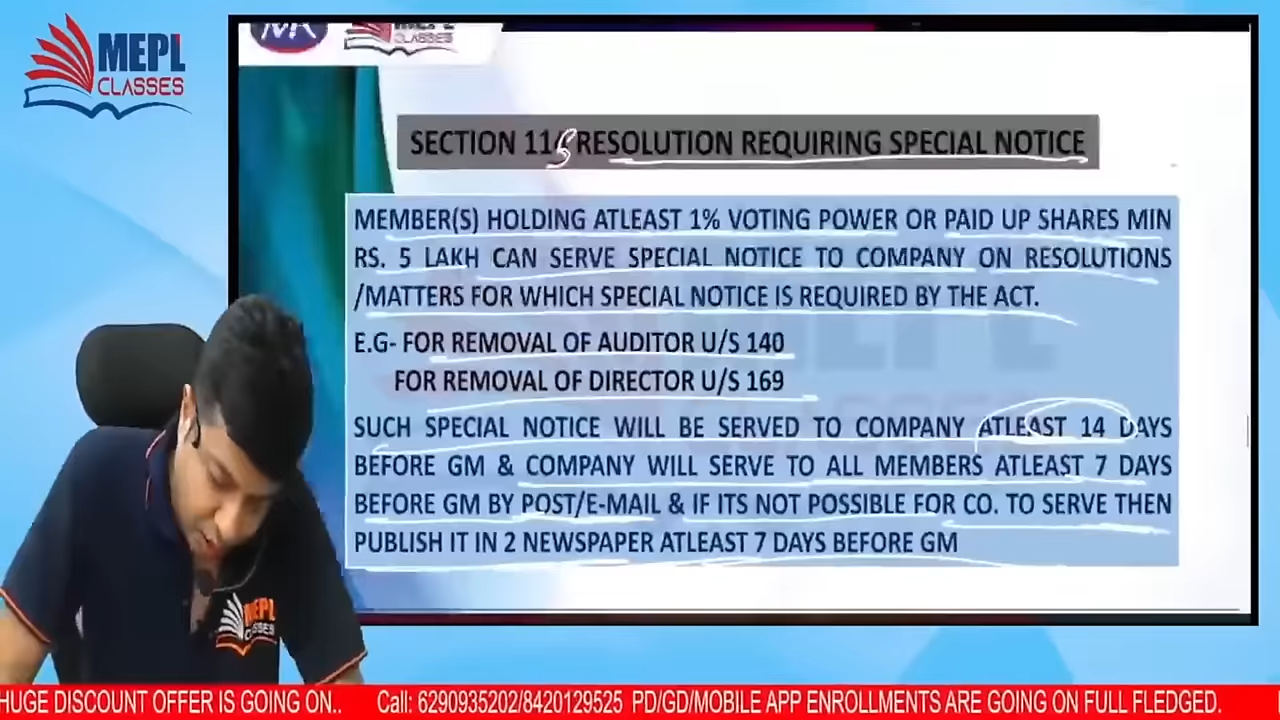 MEPL
CLASSES
MEPL
CLASSES
SECTION 115 RESOLUTION REQUIRING SPECIAL NOTICE
MEMBER(S) HOLDING ATLEAST 1% VOTING POWER OR PAID UP SHARES MIN
RS. 5 LAKH CAN SERVE SPECIAL NOTICE TO COMPANY ON RESOLUTIONS
/MATTERS FOR WHICH SPECIAL NOTICE IS REQUIRED BY THE ACT.
E.G- FOR REMOVAL OF AUDITOR U/S 140
FOR REMOVAL OF DIRECTOR U/S 169
SUCH SPECIAL NOTICE WILL BE SERVED TO COMPANY ATLEAST 14 DAYS
BEFORE GM & COMPANY WILL SERVE TO ALL MEMBERS ATLEAST 7 DAYS
BEFORE GM BY POST/E-MAIL & IF ITS NOT POSSIBLE FOR CO. TO SERVE THEN
PUBLISH IT IN 2 NEWSPAPER ATLEAST 7 DAYS BEFORE GM
MEPL
CLASSES
HUGE DISCOUNT OFFER IS GOING ON.. Call: 6290935202/8420129525 PD/GD/MOBILE APP ENROLLMENTS ARE GOING ON FULL FLEDGED.